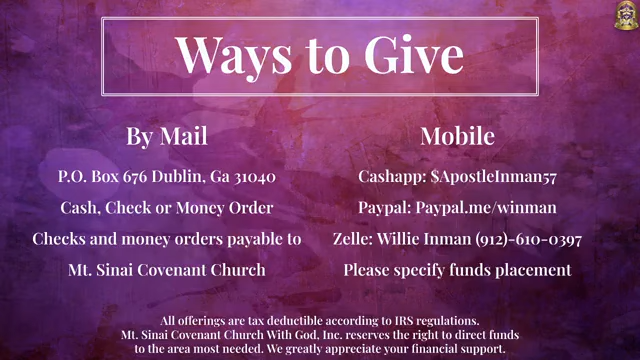 Ways to Give
By Mail
P.O. Box 676 Dublin, Ga 31040
Cash, Check or Money Order
Checks and money orders payable to
Mt. Sinai Covenant Church
Mobile
Cashapp: $ApostleInman57
Paypal: Paypal.me/winman
Zelle: Willie Inman (912)-610-0397
Please specify funds placement
All offerings are tax deductible according to IRS regulations.
Mt. Sinai Covenant Church With God, Inc. reserves the right to direct funds
to the area most needed. We greatly appreciate your financial support.